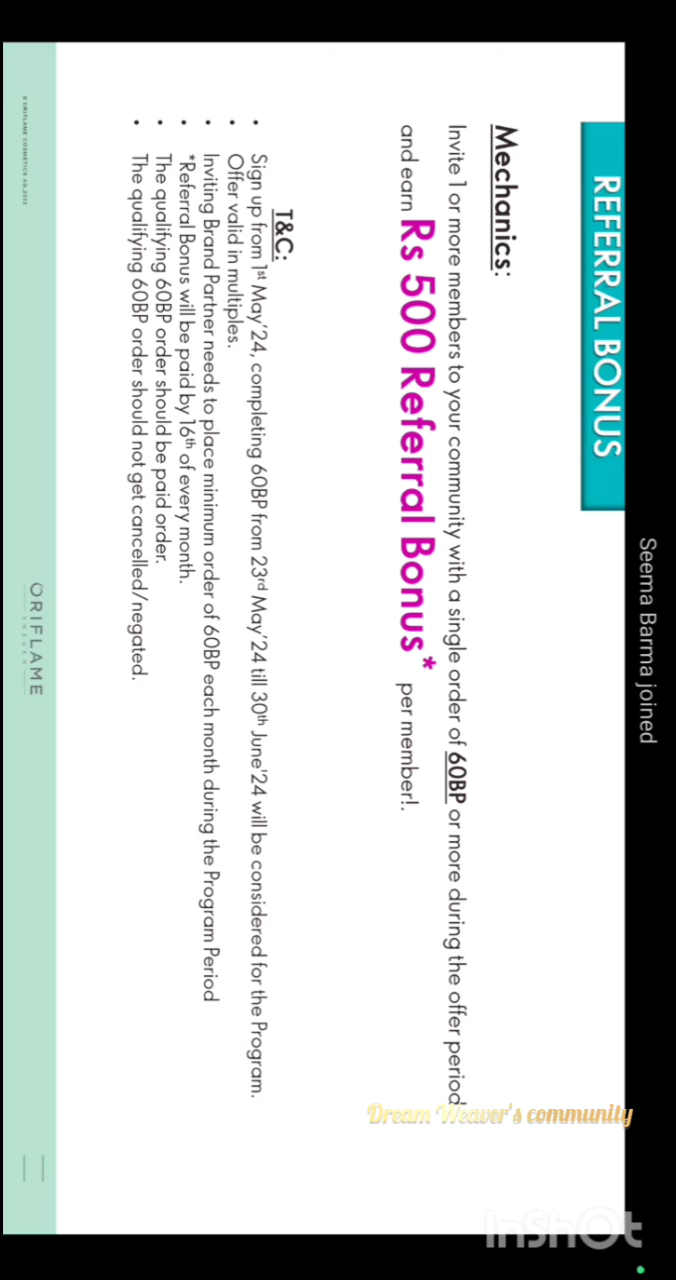 Seema Barma joined
REFERRAL BONUS
Mechanics:
Invite 1 or more members to your community with a single order of 60BP or more during the offer period
and earn Rs 500 Referral Bonus* per member!.
T&C:
• Sign up from 1st May'24, completing 60BP from 23rd May'24 till 30th June'24 will be considered for the Program.
• Offer valid in multiples.
• Inviting Brand Partner needs to place minimum order of 60BP each month during the Program Period
• *Referral Bonus will be paid by 16th of every month.
• The qualifying 60BP order should be paid order.
• The qualifying 60BP order should not get cancelled/negated.
Dream Weaver's community
InShOt
ORIFLAME
SWEDEN
© ORIFLAME COSMETICS AG,2023